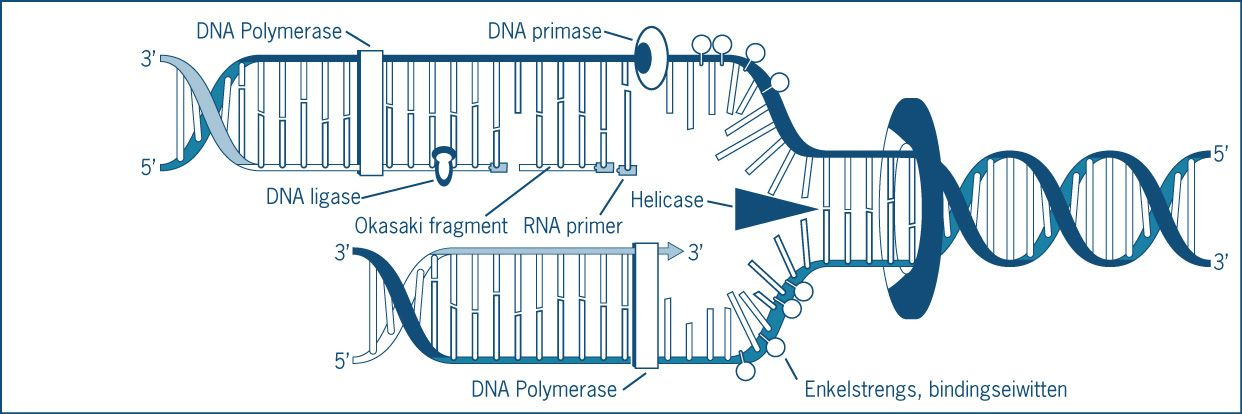 DNA Polymerase
DNA primase
3’
5’
DNA ligase
Okasaki fragment
RNA primer
Helicase
5’
3’
3’
3’
5’
DNA Polymerase
Enkelstrengs, bindingseiwitten